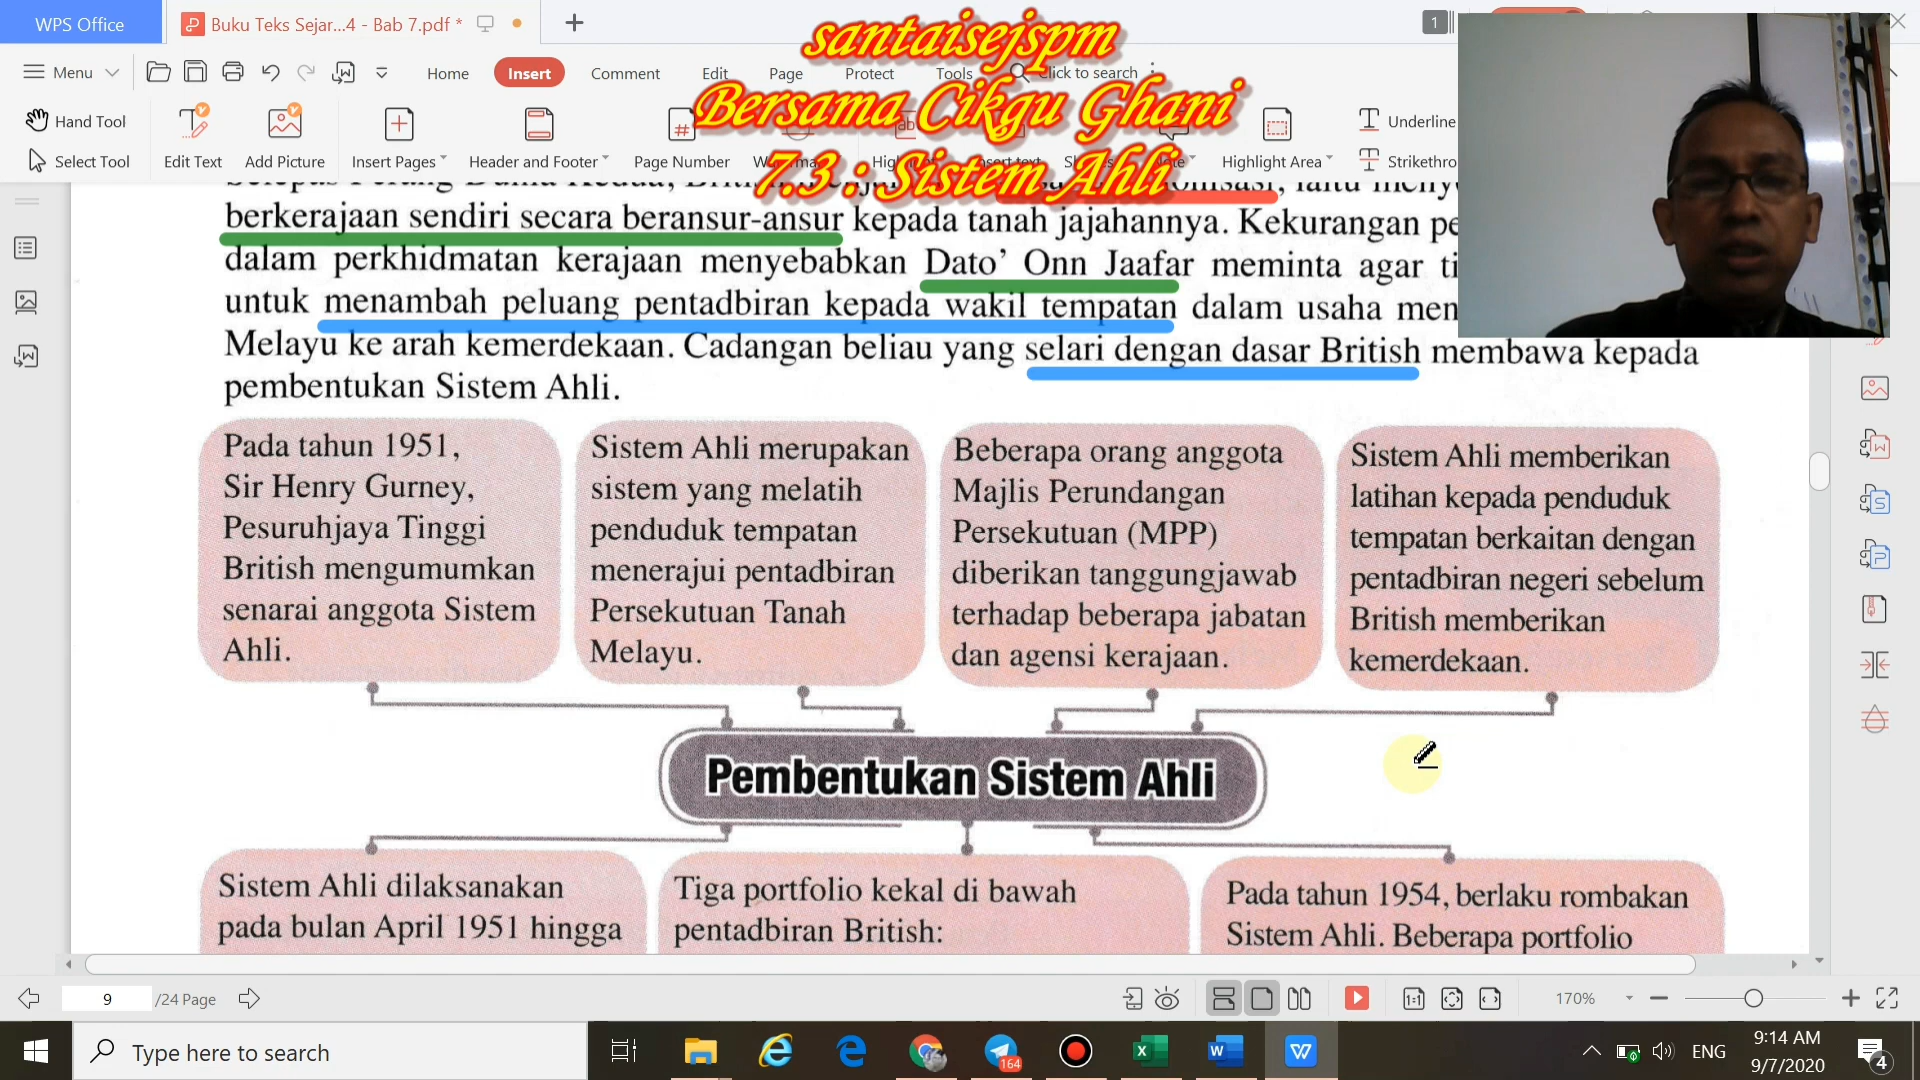 WPS Office
Buku Teks Sejar...4 - Bab 7.pdf *
1
santaisejspm
Bersama Cikgu Ghani
7.3 : Sistem Ahli
Menu
Home
Insert
Comment
Edit
Page
Protect
Tools
Click to search
Hand Tool
Select Tool
Edit Text
Add Picture
Insert Pages
Header and Footer
Page Number
Highlight Area
Underline
Strikethro
berkerajaan sendiri secara beransur-ansur kepada tanah jajahannya. Kekurangan pe
dalam perkhidmatan kerajaan menyebabkan Dato' Onn Jaafar meminta agar ti
untuk menambah peluang pentadbiran kepada wakil tempatan dalam usaha men
Melayu ke arah kemerdekaan. Cadangan beliau yang selari dengan dasar British membawa kepada
pembentukan Sistem Ahli.
Pada tahun 1951,
Sir Henry Gurney,
Pesuruhjaya Tinggi
British mengumumkan
senarai anggota Sistem
Ahli.
Sistem Ahli merupakan
sistem yang melatih
penduduk tempatan
menerajui pentadbiran
Persekutuan Tanah
Melayu.
Beberapa orang anggota
Majlis Perundangan
Persekutuan (MPP)
diberikan tanggungjawab
terhadap beberapa jabatan
dan agensi kerajaan.
Sistem Ahli memberikan
latihan kepada penduduk
tempatan berkaitan dengan
pentadbiran negeri sebelum
British memberikan
kemerdekaan.
Pembentukan Sistem Ahli
Sistem Ahli dilaksanakan
pada bulan April 1951 hingga
Tiga portfolio kekal di bawah
pentadbiran British:
Pada tahun 1954, berlaku rombakan
Sistem Ahli. Beberapa portfolio
9 /24 Page
170%
Type here to search
164
ENG
9:14 AM
9/7/2020
4